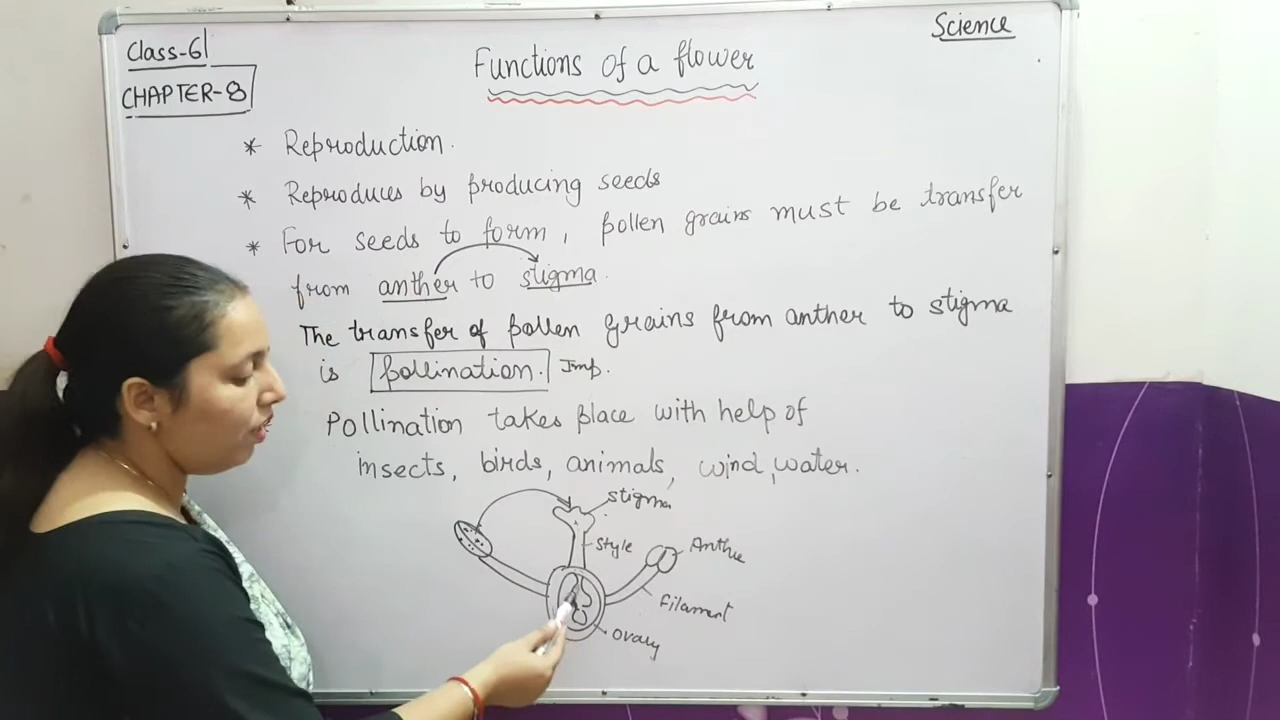 Class-6
CHAPTER-8
Functions of a flower
Science
* Reproduction.
* Reproduces by producing seeds
* For seeds to form, pollen grains must be transfer
from anther to stigma.
The transfer of pollen grains from anther to stigma
is pollination. Imp.
Pollination takes place with help of
insects, birds, animals, wind, water.
stigma
style
Anthe
Filament
Ovary